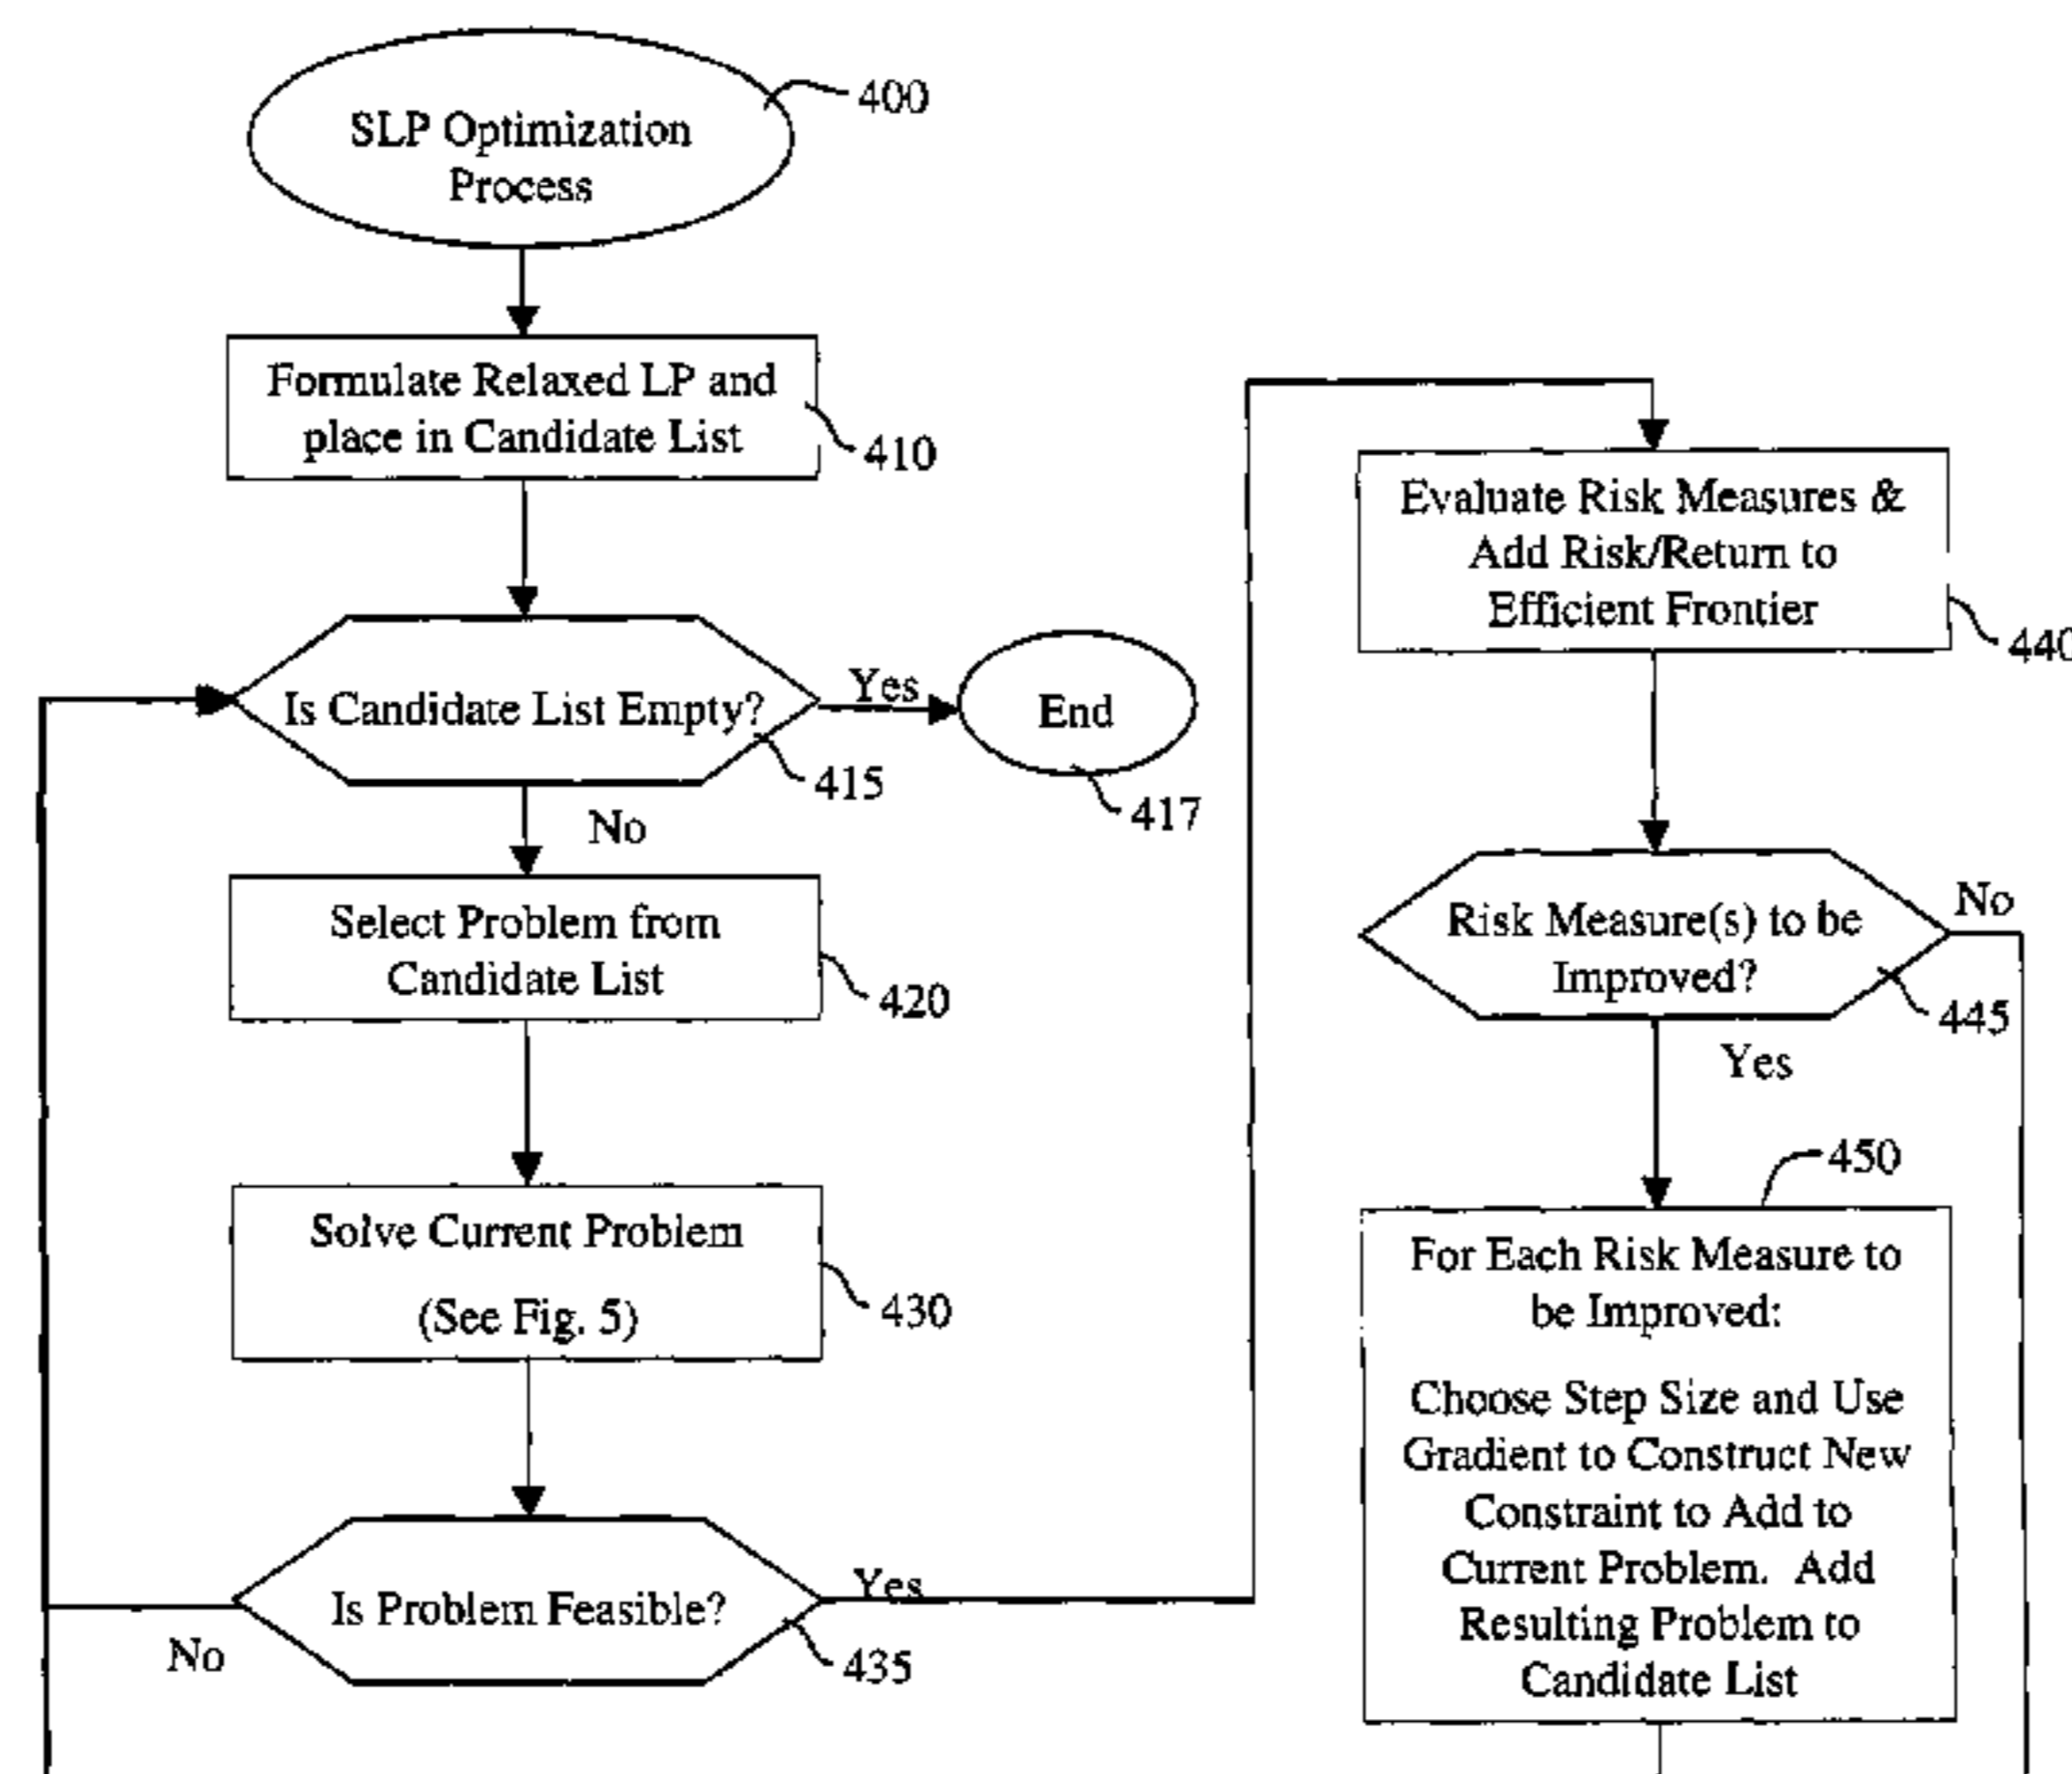 400
SLP Optimization
Process
Formulate Relaxed LP and
place in Candidate List
410
Is Candidate List Empty?
415
Yes
End
417
No
Select Problem from
Candidate List
420
Solve Current Problem
(See Fig. 5)
430
Is Problem Feasible?
435
No
Yes
Evaluate Risk Measures &
Add Risk/Return to
Efficient Frontier
440
Risk Measure(s) to be
Improved?
445
No
Yes
450
For Each Risk Measure to
be Improved:
Choose Step Size and Use
Gradient to Construct New
Constraint to Add to
Current Problem. Add
Resulting Problem to
Candidate List